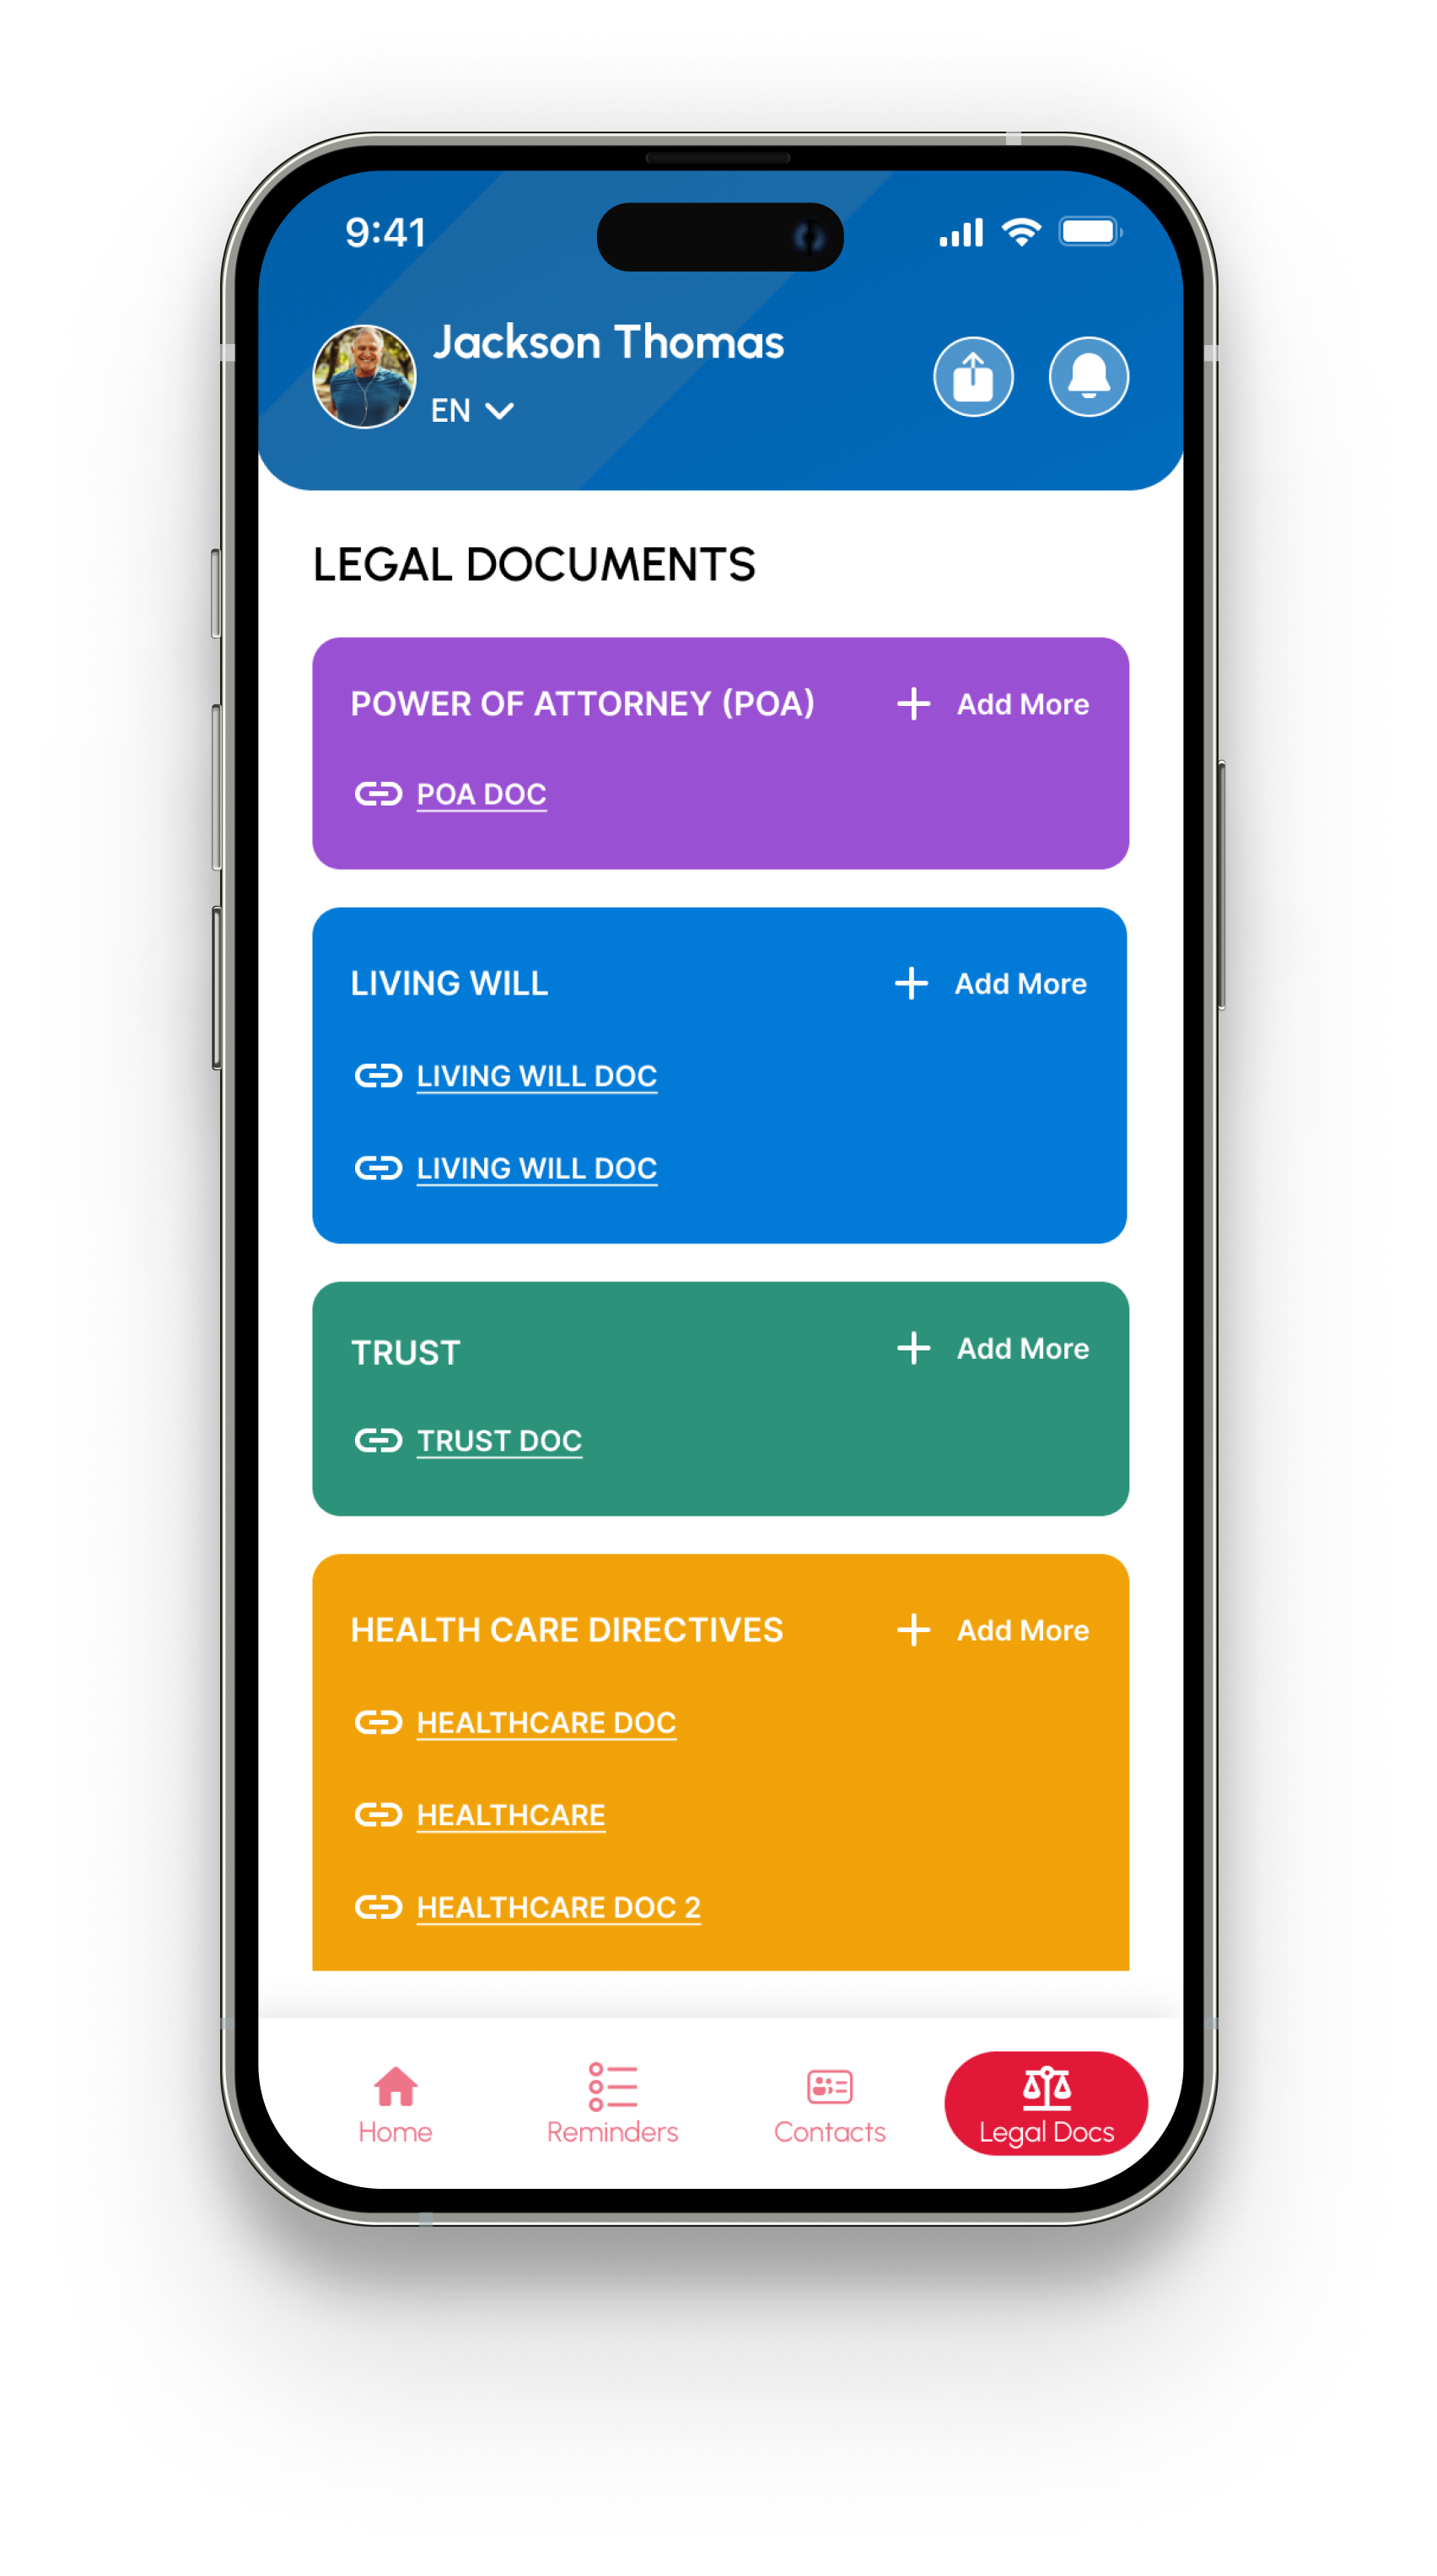 9:41
Jackson Thomas
EN
LEGAL DOCUMENTS
POWER OF ATTORNEY (POA)
Add More
POA DOC
LIVING WILL
Add More
LIVING WILL DOC
LIVING WILL DOC
TRUST
Add More
TRUST DOC
HEALTH CARE DIRECTIVES
Add More
HEALTHCARE DOC
HEALTHCARE
HEALTHCARE DOC 2
Home
Reminders
Contacts
Legal Docs